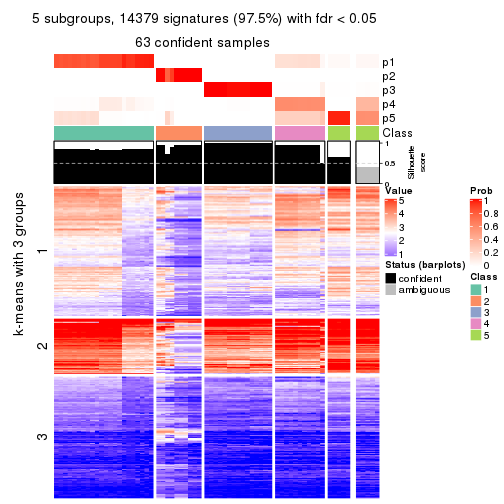 5 subgroups, 14379 signatures (97.5%) with fdr < 0.05
63 confident samples
p1
p2
p3
p4
p5
Class
1
0.5
0
Silhouette
score
k-means with 3 groups
1
2
3
Value
5
4
3
2
1
Status (barplots)
confident
ambiguous
Prob
1
0.8
0.6
0.4
0.2
0
Class
1
2
3
4
5